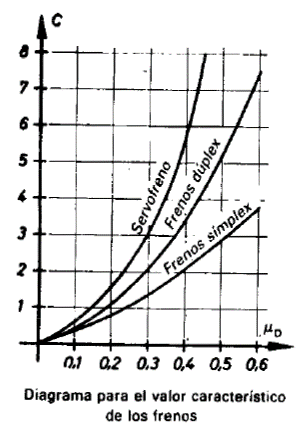 C
8
7
6
5
4
3
2
1
Servofreno
Frenos dúplex
Frenos simplex
μD
0,1 0,2 0,3 0,4 0,5 0,6
Diagrama para el valor característico
de los frenos